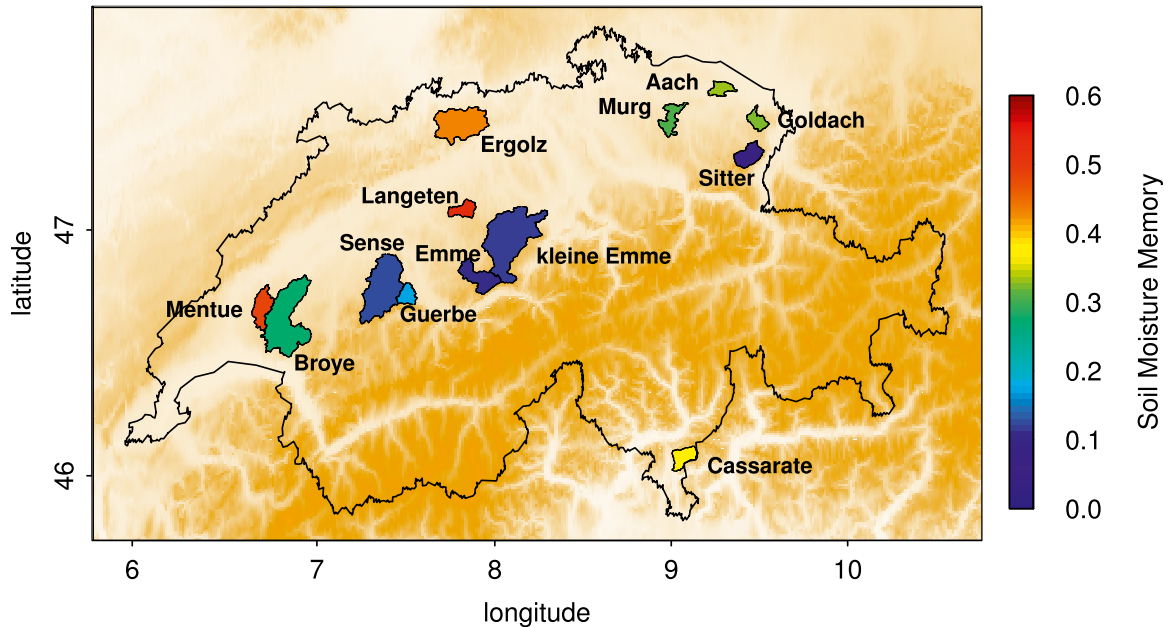 Aach
Murg
Goldach
Ergolz
Sitter
Langeten
Sense
Emme
kleine Emme
Mentue
Guerbe
Broye
Cassarate
47
46
latitude
6
7
8
9
10
longitude
0.6
0.5
0.4
0.3
0.2
0.1
0.0
Soil Moisture Memory